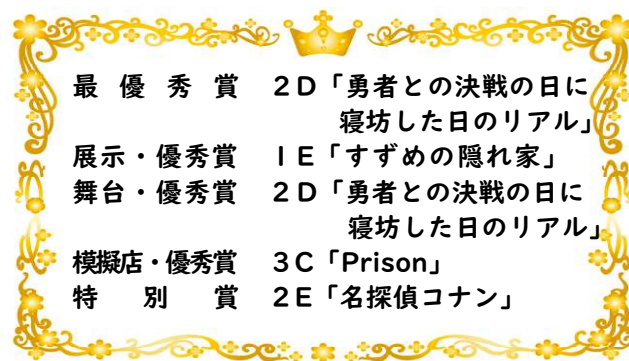 最優秀賞 2D「勇者との決戦の日に
寝坊した日のリアル」
展示・優秀賞 1E「すずめの隠れ家」
舞台・優秀賞 2D「勇者との決戦の日に
寝坊した日のリアル」
模擬店・優秀賞 3C「Prison」
特別賞 2E「名探偵コナン」